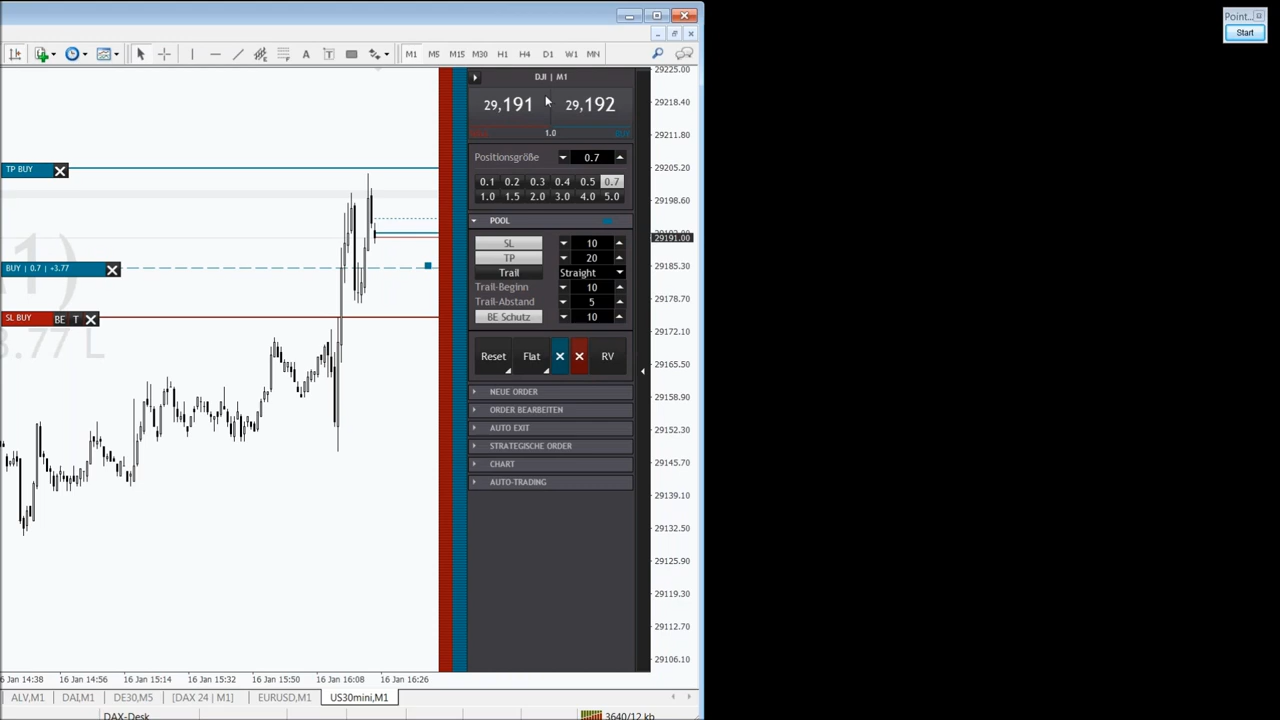 Point...
Start
M1 M5 M15 M30 H1 H4 D1 W1 MN
DJI | M1
29,191 29,192
1.0 BUY
Positionsgröße 0.7
0.1 0.2 0.3 0.4 0.5 0.7
1.0 1.5 2.0 3.0 4.0 5.0
POOL
SL 10
TP 20
Trail Straight
Trail-Beginn 10
Trail-Abstand 5
BE Schutz 10
Reset Flat × × RV
NEUE ORDER
ORDER BEARBEITEN
AUTO EXIT
STRATEGISCHE ORDER
CHART
AUTO-TRADING
TP BUY
BUY | 0.7 | +3.77
SL BUY BE T
3.77 L
29225.00
29218.40
29211.80
29205.20
29198.60
29191.00
29185.30
29178.70
29172.10
29165.50
29158.90
29152.30
29145.70
29139.10
29132.50
29125.90
29119.30
29112.70
29106.10
6 Jan 14:38 16 Jan 14:56 16 Jan 15:14 16 Jan 15:32 16 Jan 15:50 16 Jan 16:08 16 Jan 16:26
ALV,M1 DAI,M1 DE30,M5 [DAX 24 | M1] EURUSD,M1 US30mini,M1
DAX-Desk 3640/12 kb